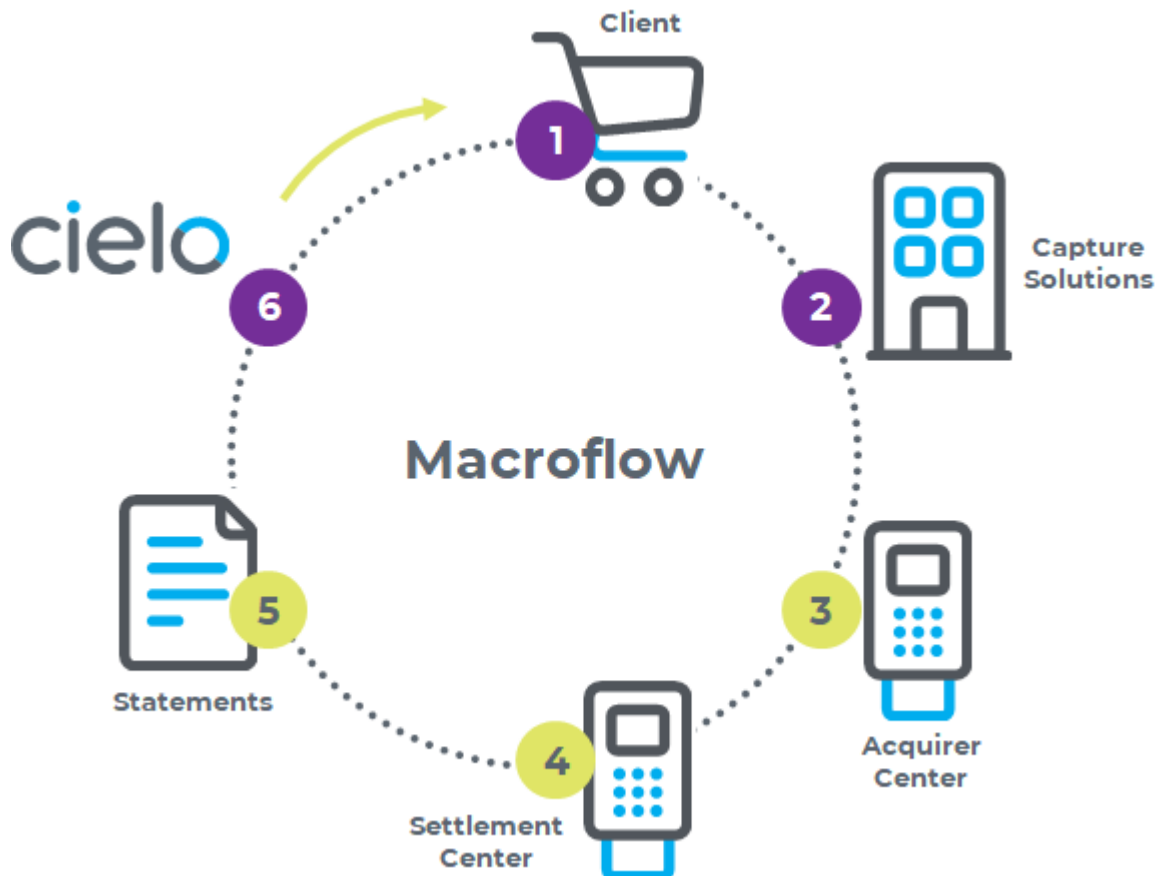 Client
1
Capture
Solutions
2
cielo
6
Macroflow
3
Acquirer
Center
5
Statements
4
Settlement
Center